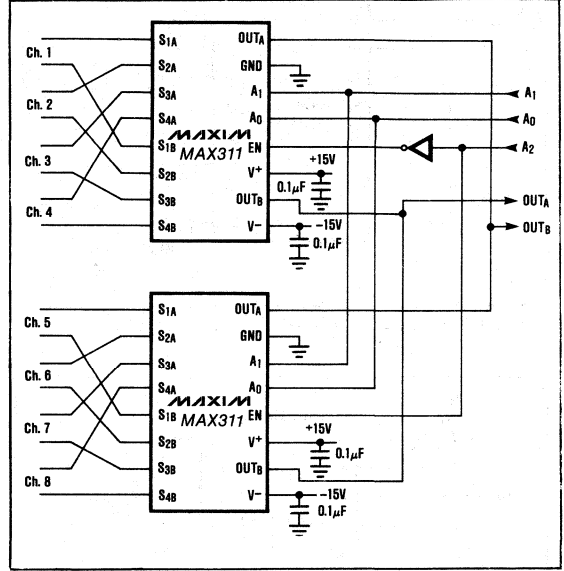 S1A OUTA
Ch. 1
S2A GND
S3A A1 A1
Ch. 2
S4A A0 A0
MAXIM
S1B EN A2
MAX311
+15V
Ch. 3
S2B V+
0.1µF
S3B OUTB OUTA
Ch. 4
S4B V− −15V OUTB
0.1µF
S1A OUTA
Ch. 5
S2A GND
S3A A1
Ch. 6
S4A A0
MAXIM
S1B EN
MAX311
+15V
Ch. 7
S2B V+
0.1µF
S3B OUTB
Ch. 8
S4B V− −15V
0.1µF